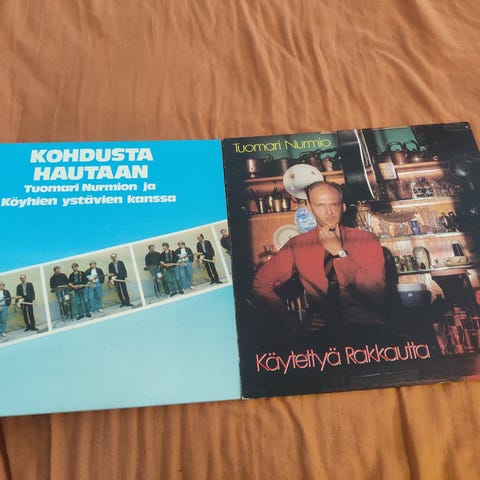 KOHDUSTA
HAUTAAN
Tuomari Nurmion ja
Köyhien ystävien kanssa
Tuomari Nurmio
Käytettyä Rakkautta